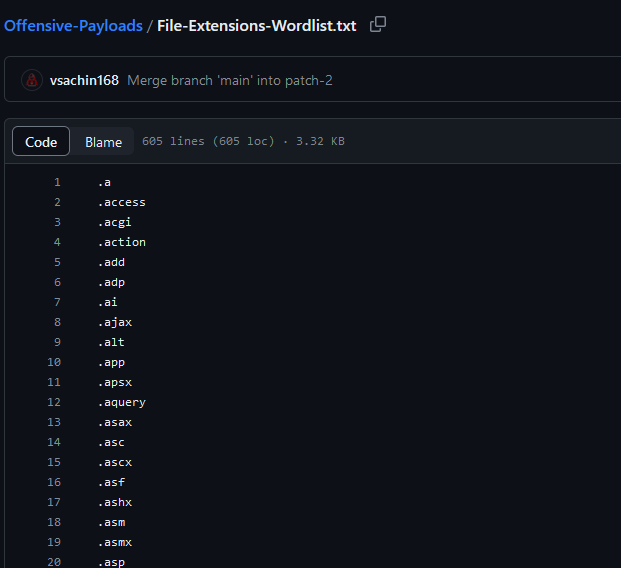 Offensive-Payloads / File-Extensions-Wordlist.txt
vsachin168 Merge branch 'main' into patch-2
Code Blame 605 lines (605 loc) · 3.32 KB
1 .a
2 .access
3 .acgi
4 .action
5 .add
6 .adp
7 .ai
8 .ajax
9 .alt
10 .app
11 .apsx
12 .aquery
13 .asax
14 .asc
15 .ascx
16 .asf
17 .ashx
18 .asm
19 .asmx
20 .asp